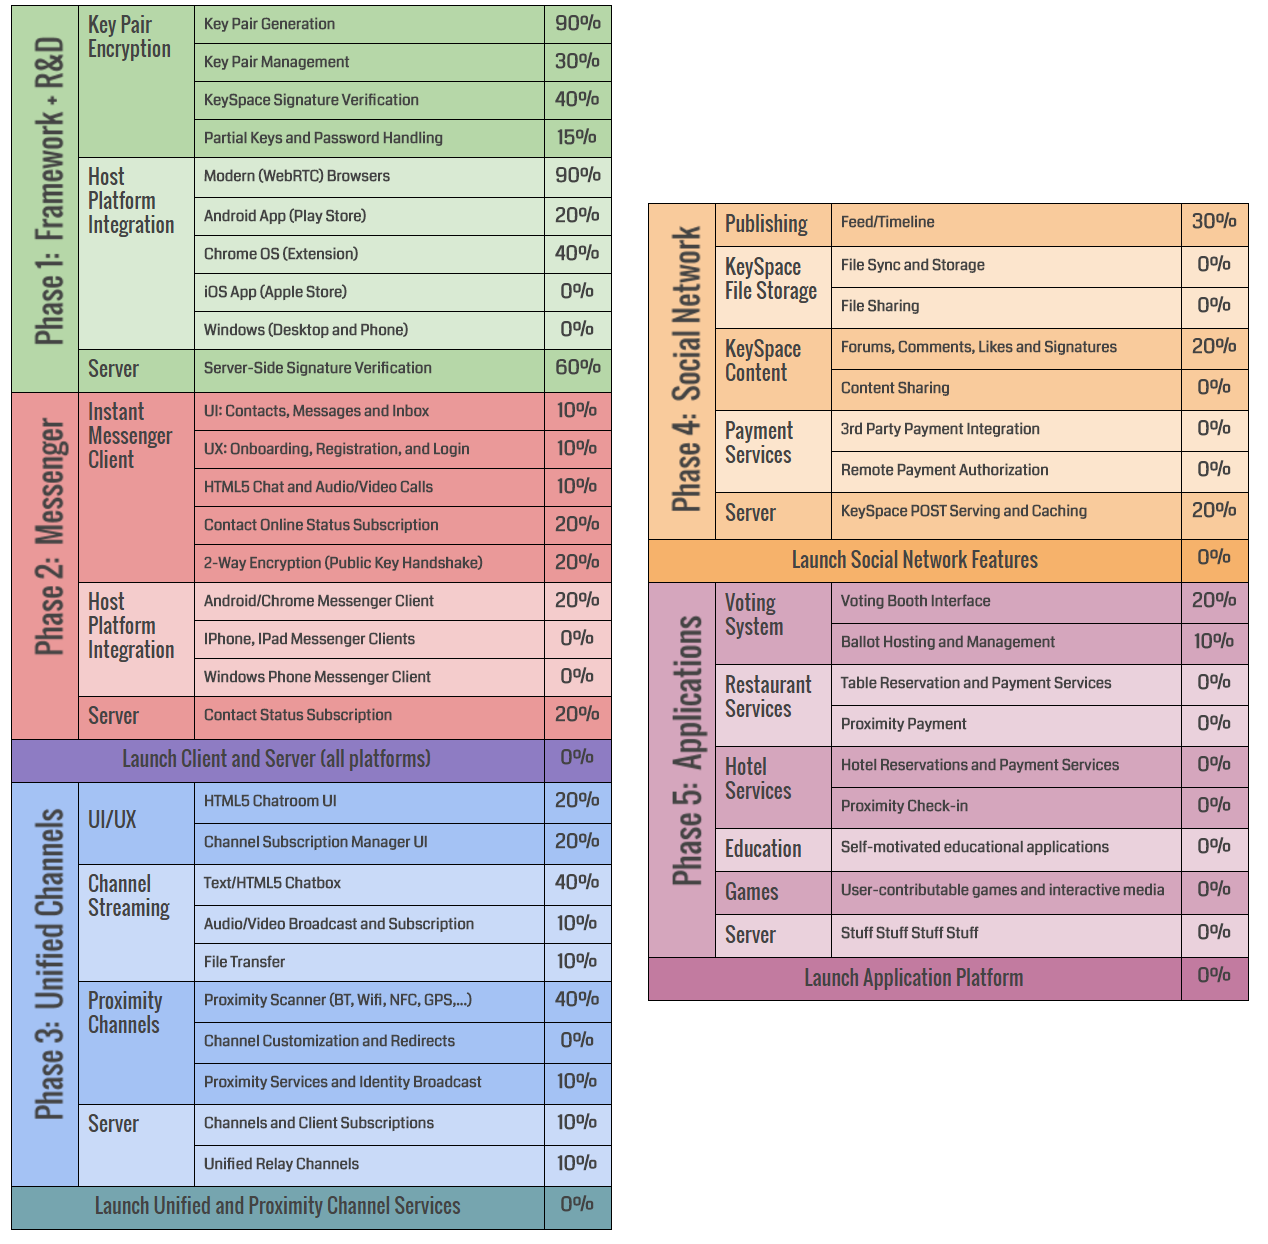 Phase 1: Framework + R&D
Key Pair
Encryption
Key Pair Generation 90%
Key Pair Management 30%
KeySpace Signature Verification 40%
Partial Keys and Password Handling 15%
Host
Platform
Integration
Modern (WebRTC) Browsers 90%
Android App (Play Store) 20%
Chrome OS (Extension) 40%
iOS App (Apple Store) 0%
Windows (Desktop and Phone) 0%
Server
Server-Side Signature Verification 60%
Phase 2: Messenger
Instant
Messenger
Client
UI: Contacts, Messages and Inbox 10%
UX: Onboarding, Registration, and Login 10%
HTML5 Chat and Audio/Video Calls 10%
Contact Online Status Subscription 20%
2-Way Encryption (Public Key Handshake) 20%
Host
Platform
Integration
Android/Chrome Messenger Client 20%
IPhone, IPad Messenger Clients 0%
Windows Phone Messenger Client 0%
Server
Contact Status Subscription 20%
Launch Client and Server (all platforms) 0%
Phase 3: Unified Channels
UI/UX
HTML5 Chatroom UI 20%
Channel Subscription Manager UI 20%
Channel
Streaming
Text/HTML5 Chatbox 40%
Audio/Video Broadcast and Subscription 10%
File Transfer 10%
Proximity
Channels
Proximity Scanner (BT, Wifi, NFC, GPS,...) 40%
Channel Customization and Redirects 0%
Proximity Services and Identity Broadcast 10%
Server
Channels and Client Subscriptions 10%
Unified Relay Channels 10%
Launch Unified and Proximity Channel Services 0%
Phase 4: Social Network
Publishing
Feed/Timeline 30%
KeySpace
File Storage
File Sync and Storage 0%
File Sharing 0%
KeySpace
Content
Forums, Comments, Likes and Signatures 20%
Content Sharing 0%
Payment
Services
3rd Party Payment Integration 0%
Remote Payment Authorization 0%
Server
KeySpace POST Serving and Caching 20%
Launch Social Network Features 0%
Phase 5: Applications
Voting
System
Voting Booth Interface 20%
Ballot Hosting and Management 10%
Restaurant
Services
Table Reservation and Payment Services 0%
Proximity Payment 0%
Hotel
Services
Hotel Reservations and Payment Services 0%
Proximity Check-in 0%
Education
Self-motivated educational applications 0%
Games
User-contributable games and interactive media 0%
Server
Stuff Stuff Stuff Stuff 0%
Launch Application Platform 0%